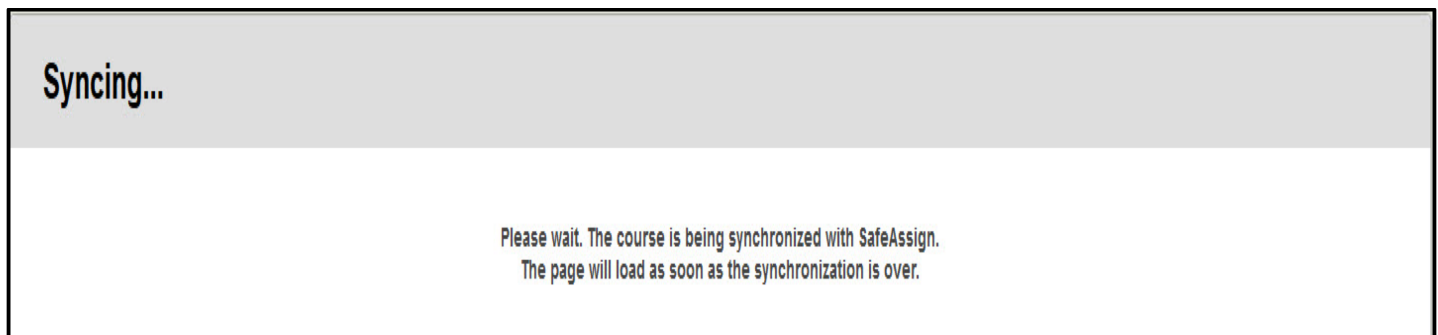 Syncing...
Please wait. The course is being synchronized with SafeAssign.
The page will load as soon as the synchronization is over.